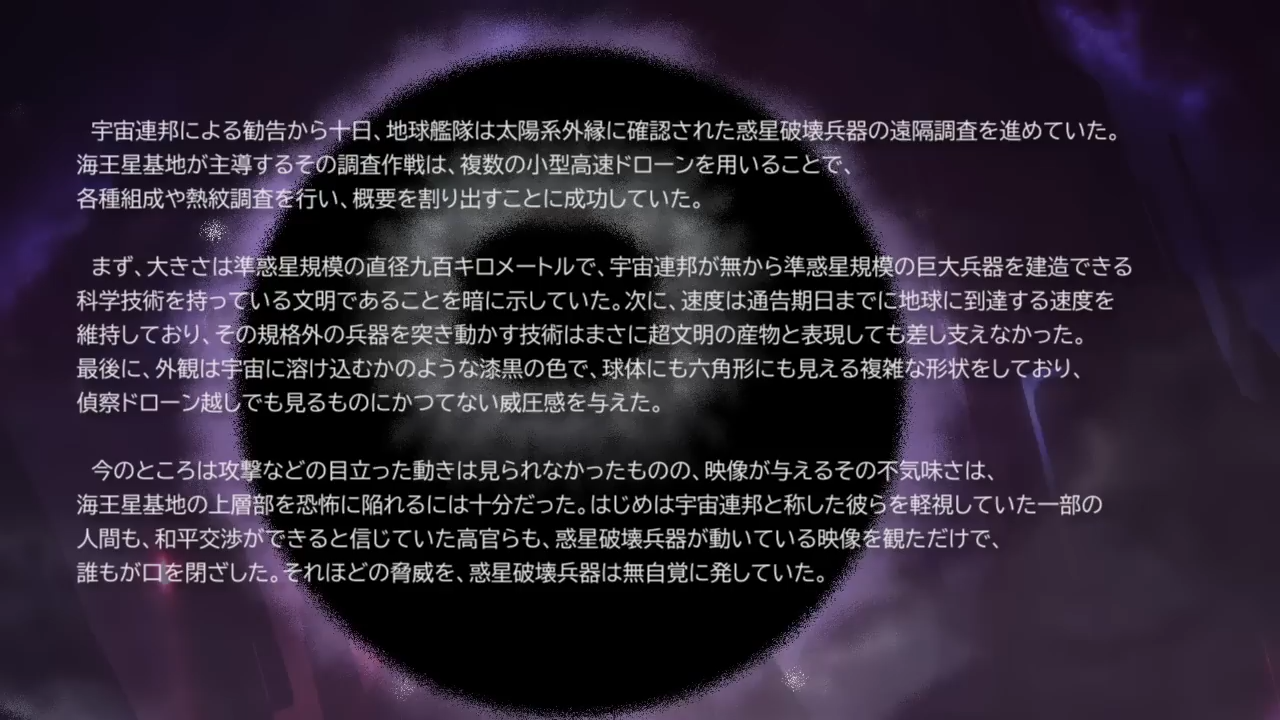 宇宙連邦による勧告から十日、地球艦隊は太陽系外縁に確認された惑星破壊兵器の遠隔調査を進めていた。
海王星基地が主導するその調査作戦は、複数の小型高速ドローンを用いることで、
各種組成や熱紋調査を行い、概要を割り出すことに成功していた。
まず、大きさは準惑星規模の直径九百キロメートルで、宇宙連邦が無から準惑星規模の巨大兵器を建造できる
科学技術を持っている文明であることを暗に示していた。次に、速度は通告期日までに地球に到達する速度を
維持しており、その規格外の兵器を突き動かす技術はまさに超文明の産物と表現しても差し支えなかった。
最後に、外観は宇宙に溶け込むかのような漆黒の色で、球体にも六角形にも見える複雑な形状をしており、
偵察ドローン越しでも見るものにかつてない威圧感を与えた。
今のところは攻撃などの目立った動きは見られなかったものの、映像が与えるその不気味さは、
海王星基地の上層部を恐怖に陥れるには十分だった。はじめは宇宙連邦と称した彼らを軽視していた一部の
人間も、和平交渉ができると信じていた高官らも、惑星破壊兵器が動いている映像を観ただけで、
誰もが口を閉ざした。それほどの脅威を、惑星破壊兵器は無自覚に発していた。